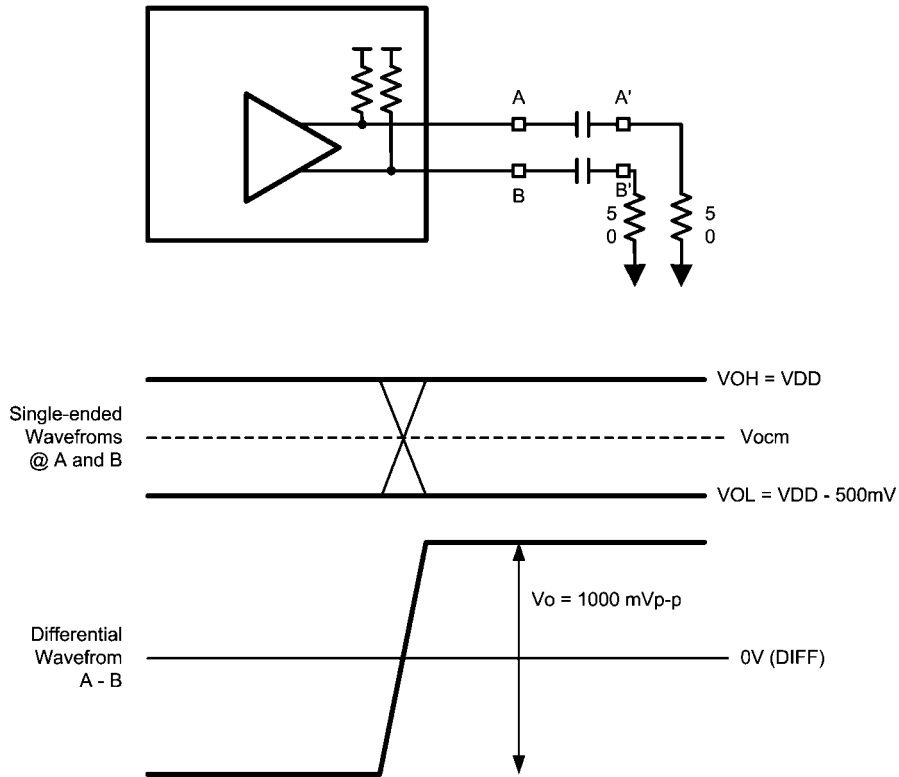 A
A'
B
B'
5
0
5
0
VOH = VDD
Single-ended
Wavefroms
@ A and B
Vocm
VOL = VDD - 500mV
Vo = 1000 mVp-p
Differential
Wavefrom
A - B
0V (DIFF)